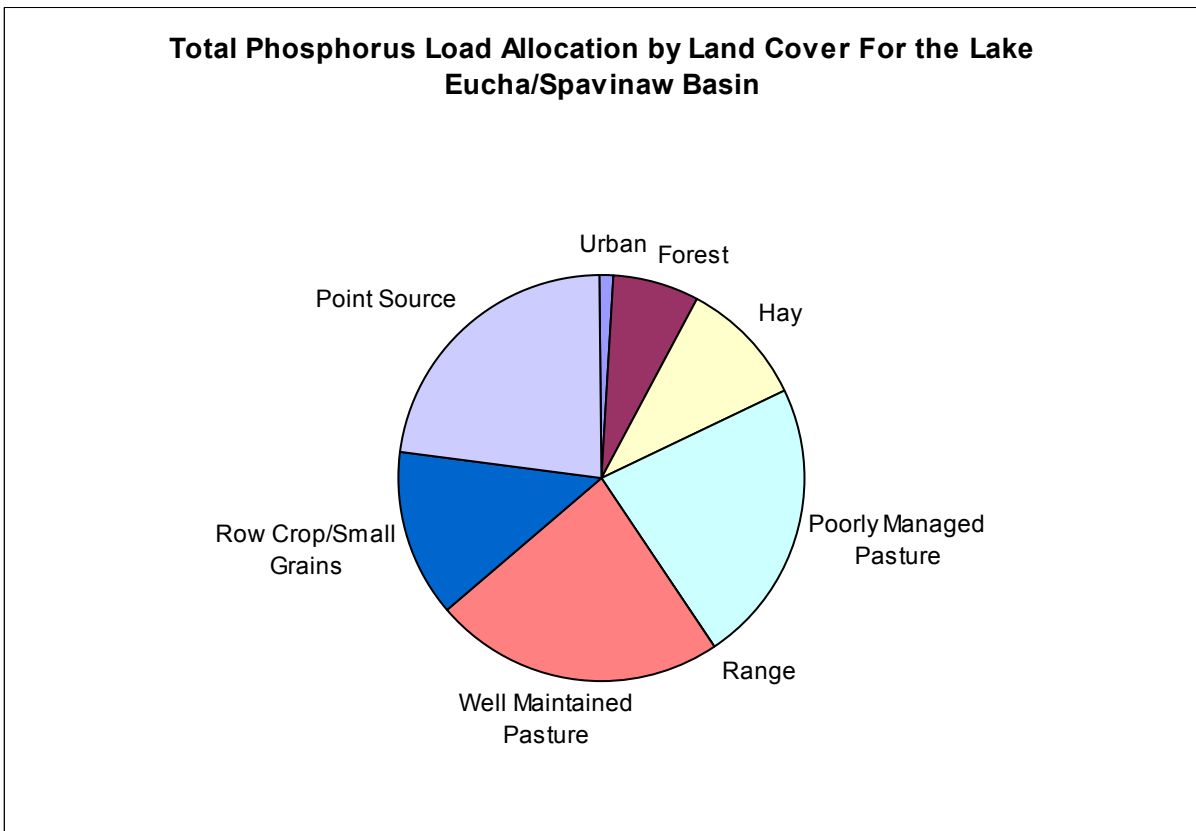 Total Phosphorus Load Allocation by Land Cover For the Lake
Eucha/Spavinaw Basin
Urban
Forest
Point Source
Hay
Poorly Managed
Pasture
Row Crop/Small
Grains
Range
Well Maintained
Pasture